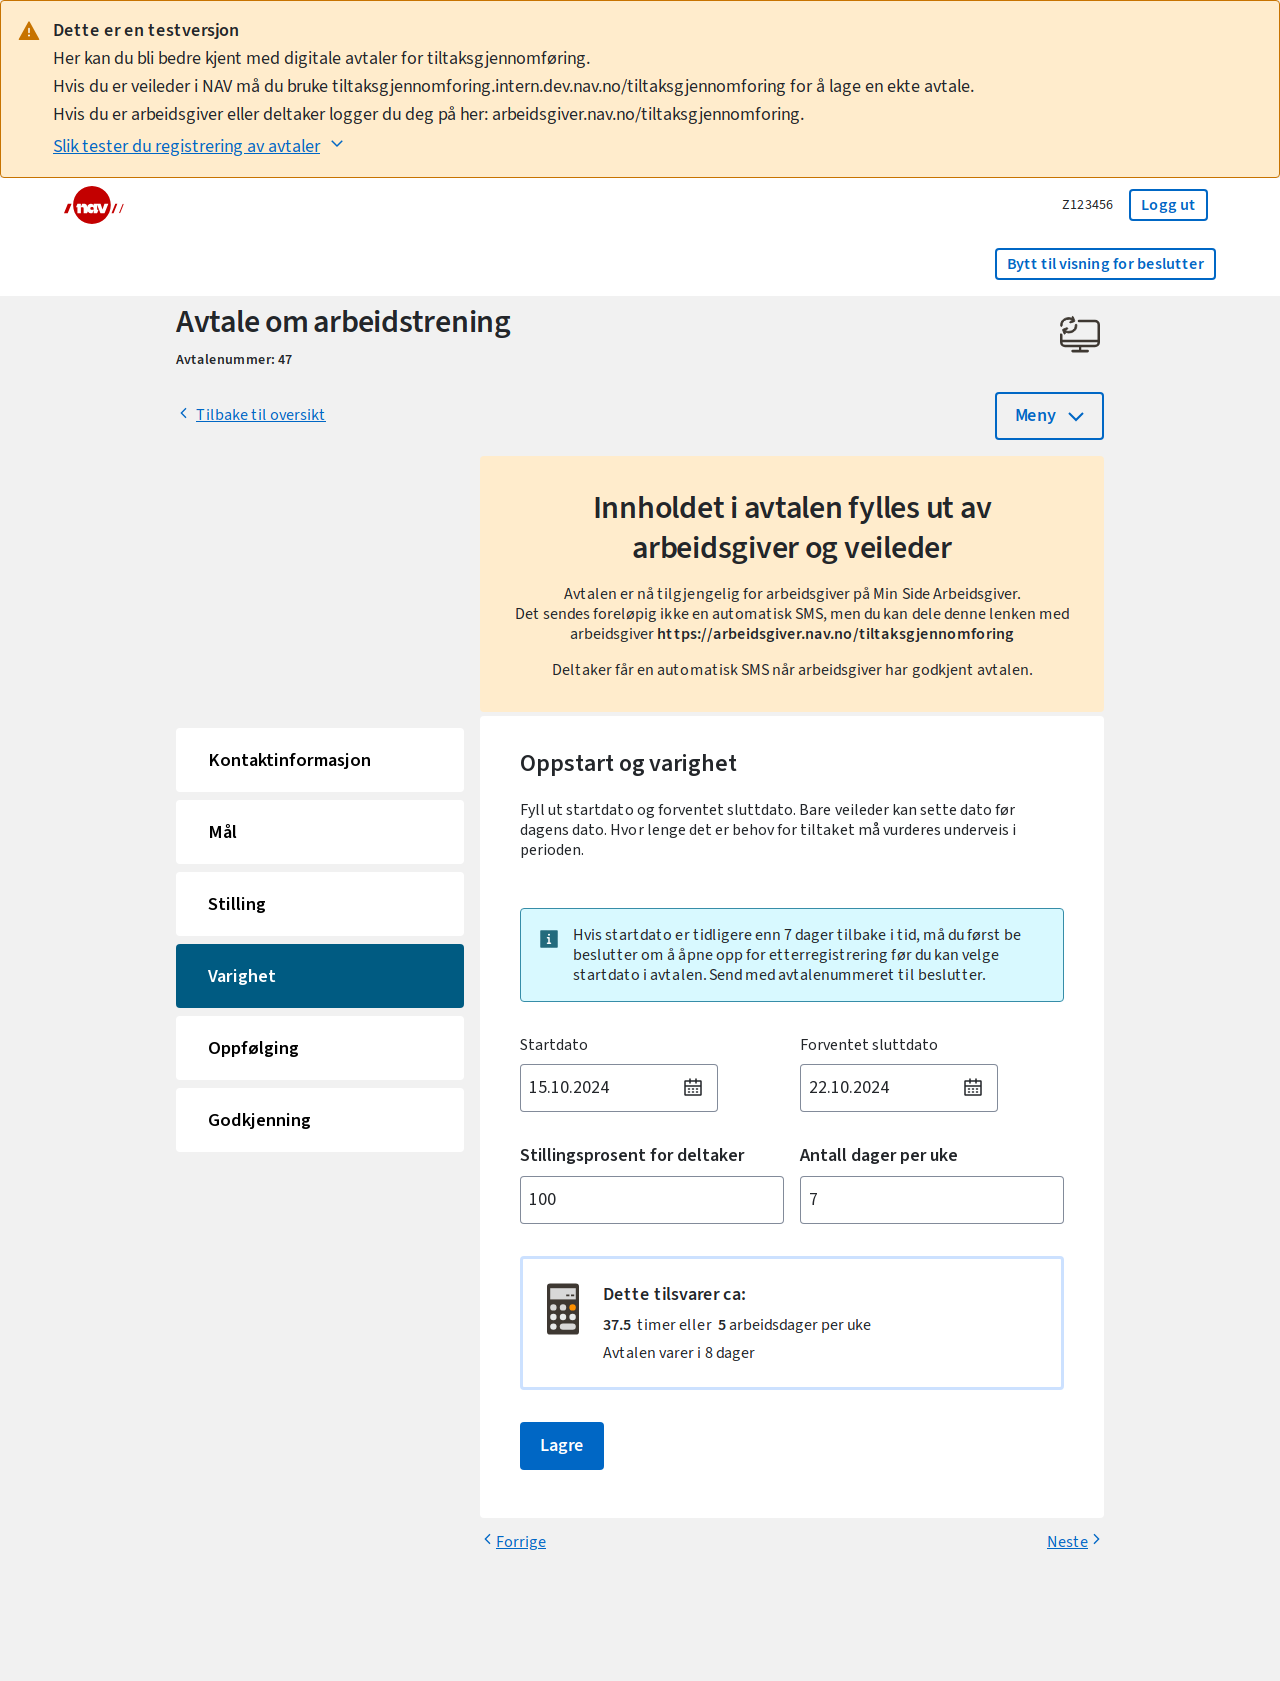 Dette er en testversjon
Her kan du bli bedre kjent med digitale avtaler for tiltaksgjennomføring.
Hvis du er veileder i NAV må du bruke tiltaksgjennomforing.intern.dev.nav.no/tiltaksgjennomforing for å lage en ekte avtale.
Hvis du er arbeidsgiver eller deltaker logger du deg på her: arbeidsgiver.nav.no/tiltaksgjennomforing.
Slik tester du registrering av avtaler
nav
Z123456
Logg ut
Bytt til visning for beslutter
Avtale om arbeidstrening
Avtalenummer: 47
Tilbake til oversikt
Meny
Innholdet i avtalen fylles ut av
arbeidsgiver og veileder
Avtalen er nå tilgjengelig for arbeidsgiver på Min Side Arbeidsgiver.
Det sendes foreløpig ikke en automatisk SMS, men du kan dele denne lenken med
arbeidsgiver https://arbeidsgiver.nav.no/tiltaksgjennomforing
Deltaker får en automatisk SMS når arbeidsgiver har godkjent avtalen.
Kontaktinformasjon
Mål
Stilling
Varighet
Oppfølging
Godkjenning
Oppstart og varighet
Fyll ut startdato og forventet sluttdato. Bare veileder kan sette dato før
dagens dato. Hvor lenge det er behov for tiltaket må vurderes underveis i
perioden.
Hvis startdato er tidligere enn 7 dager tilbake i tid, må du først be
beslutter om å åpne opp for etterregistrering før du kan velge
startdato i avtalen. Send med avtalenummeret til beslutter.
Startdato
Forventet sluttdato
15.10.2024
22.10.2024
Stillingsprosent for deltaker
Antall dager per uke
100
7
Dette tilsvarer ca:
37.5 timer eller 5 arbeidsdager per uke
Avtalen varer i 8 dager
Lagre
Forrige
Neste